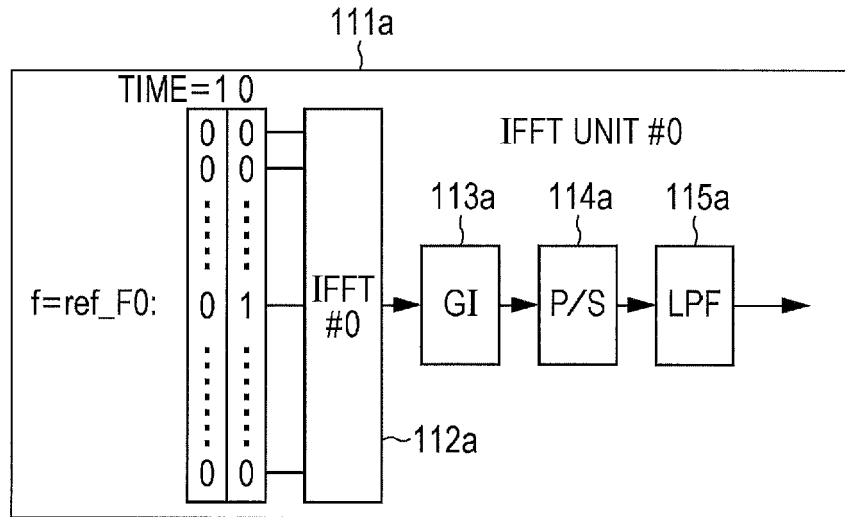 111a
TIME=1 0
0 0
0 0
IFFT UNIT #0
113a 114a 115a
f=ref_F0: 0 1
IFFT #0
GI P/S LPF
112a
0 0